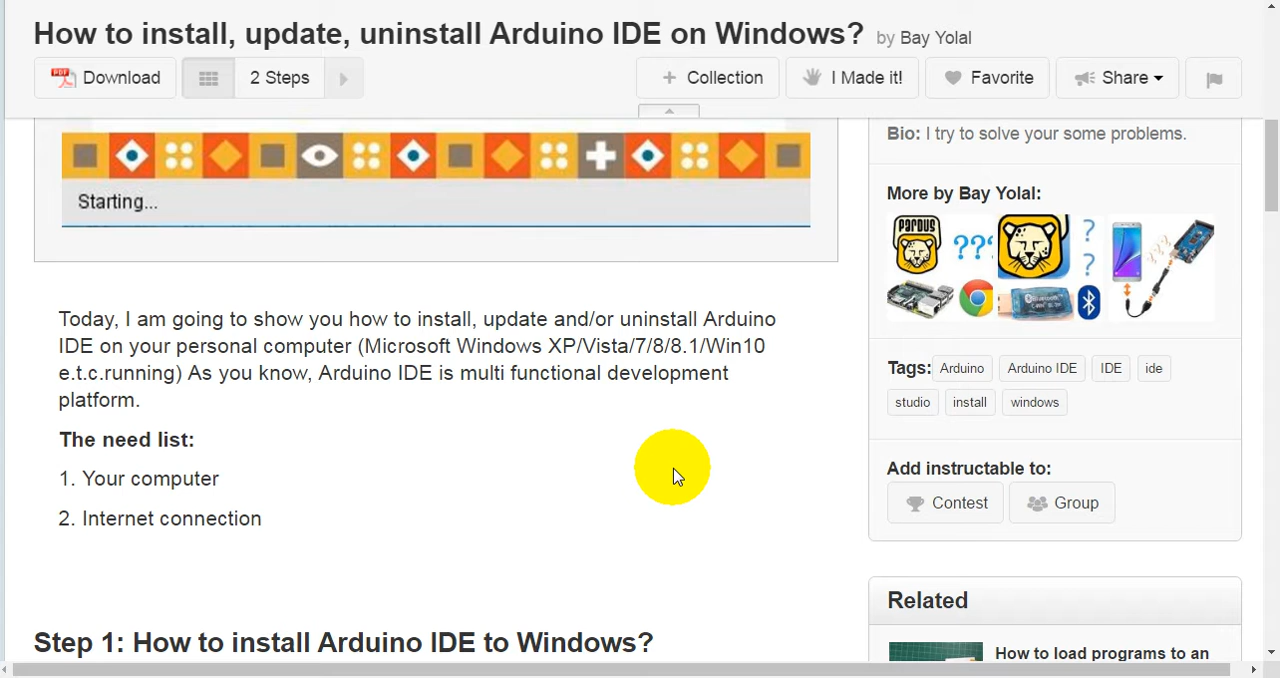 How to install, update, uninstall Arduino IDE on Windows? by Bay Yolal
PDF Download
2 Steps
+ Collection
I Made it!
Favorite
Share
Starting...
Today, I am going to show you how to install, update and/or uninstall Arduino
IDE on your personal computer (Microsoft Windows XP/Vista/7/8/8.1/Win10
e.t.c.running) As you know, Arduino IDE is multi functional development
platform.
The need list:
1. Your computer
2. Internet connection
Step 1: How to install Arduino IDE to Windows?
Bio: I try to solve your some problems.
More by Bay Yolal:
PARDUS
???
?
?
???
Tags: Arduino Arduino IDE IDE ide
studio install windows
Add instructable to:
Contest
Group
Related
How to load programs to an